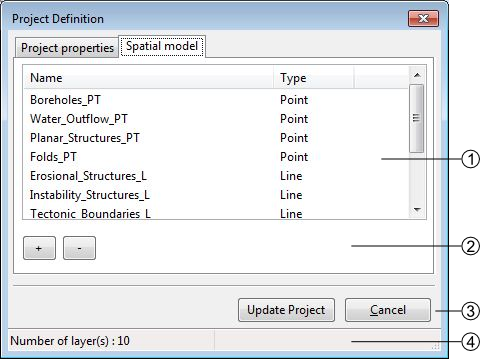 Project Definition
Project properties Spatial model
Name Type
Boreholes_PT Point
Water_Outflow_PT Point
Planar_Structures_PT Point
Folds_PT Point
1
Erosional_Structures_L Line
Instability_Structures_L Line
Tectonic_Boundaries_L Line
+ - 2
Update Project Cancel 3
Number of layer(s) : 10 4